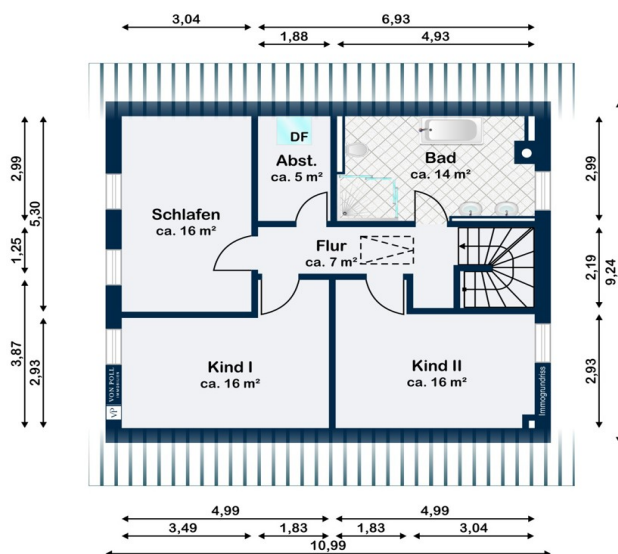 3,04
6,93
1,88
4,93
DF
Abst.
ca. 5 m²
Bad
ca. 14 m²
Schlafen
ca. 16 m²
Flur
ca. 7 m²
Kind I
ca. 16 m²
Kind II
ca. 16 m²
2,99
1,25
3,87
5,30
2,93
2,99
2,19
2,93
9,24
VON POLL
IMMOBILIEN
VP
Immogrundriss
4,99
4,99
3,49
1,83
1,83
3,04
10,99